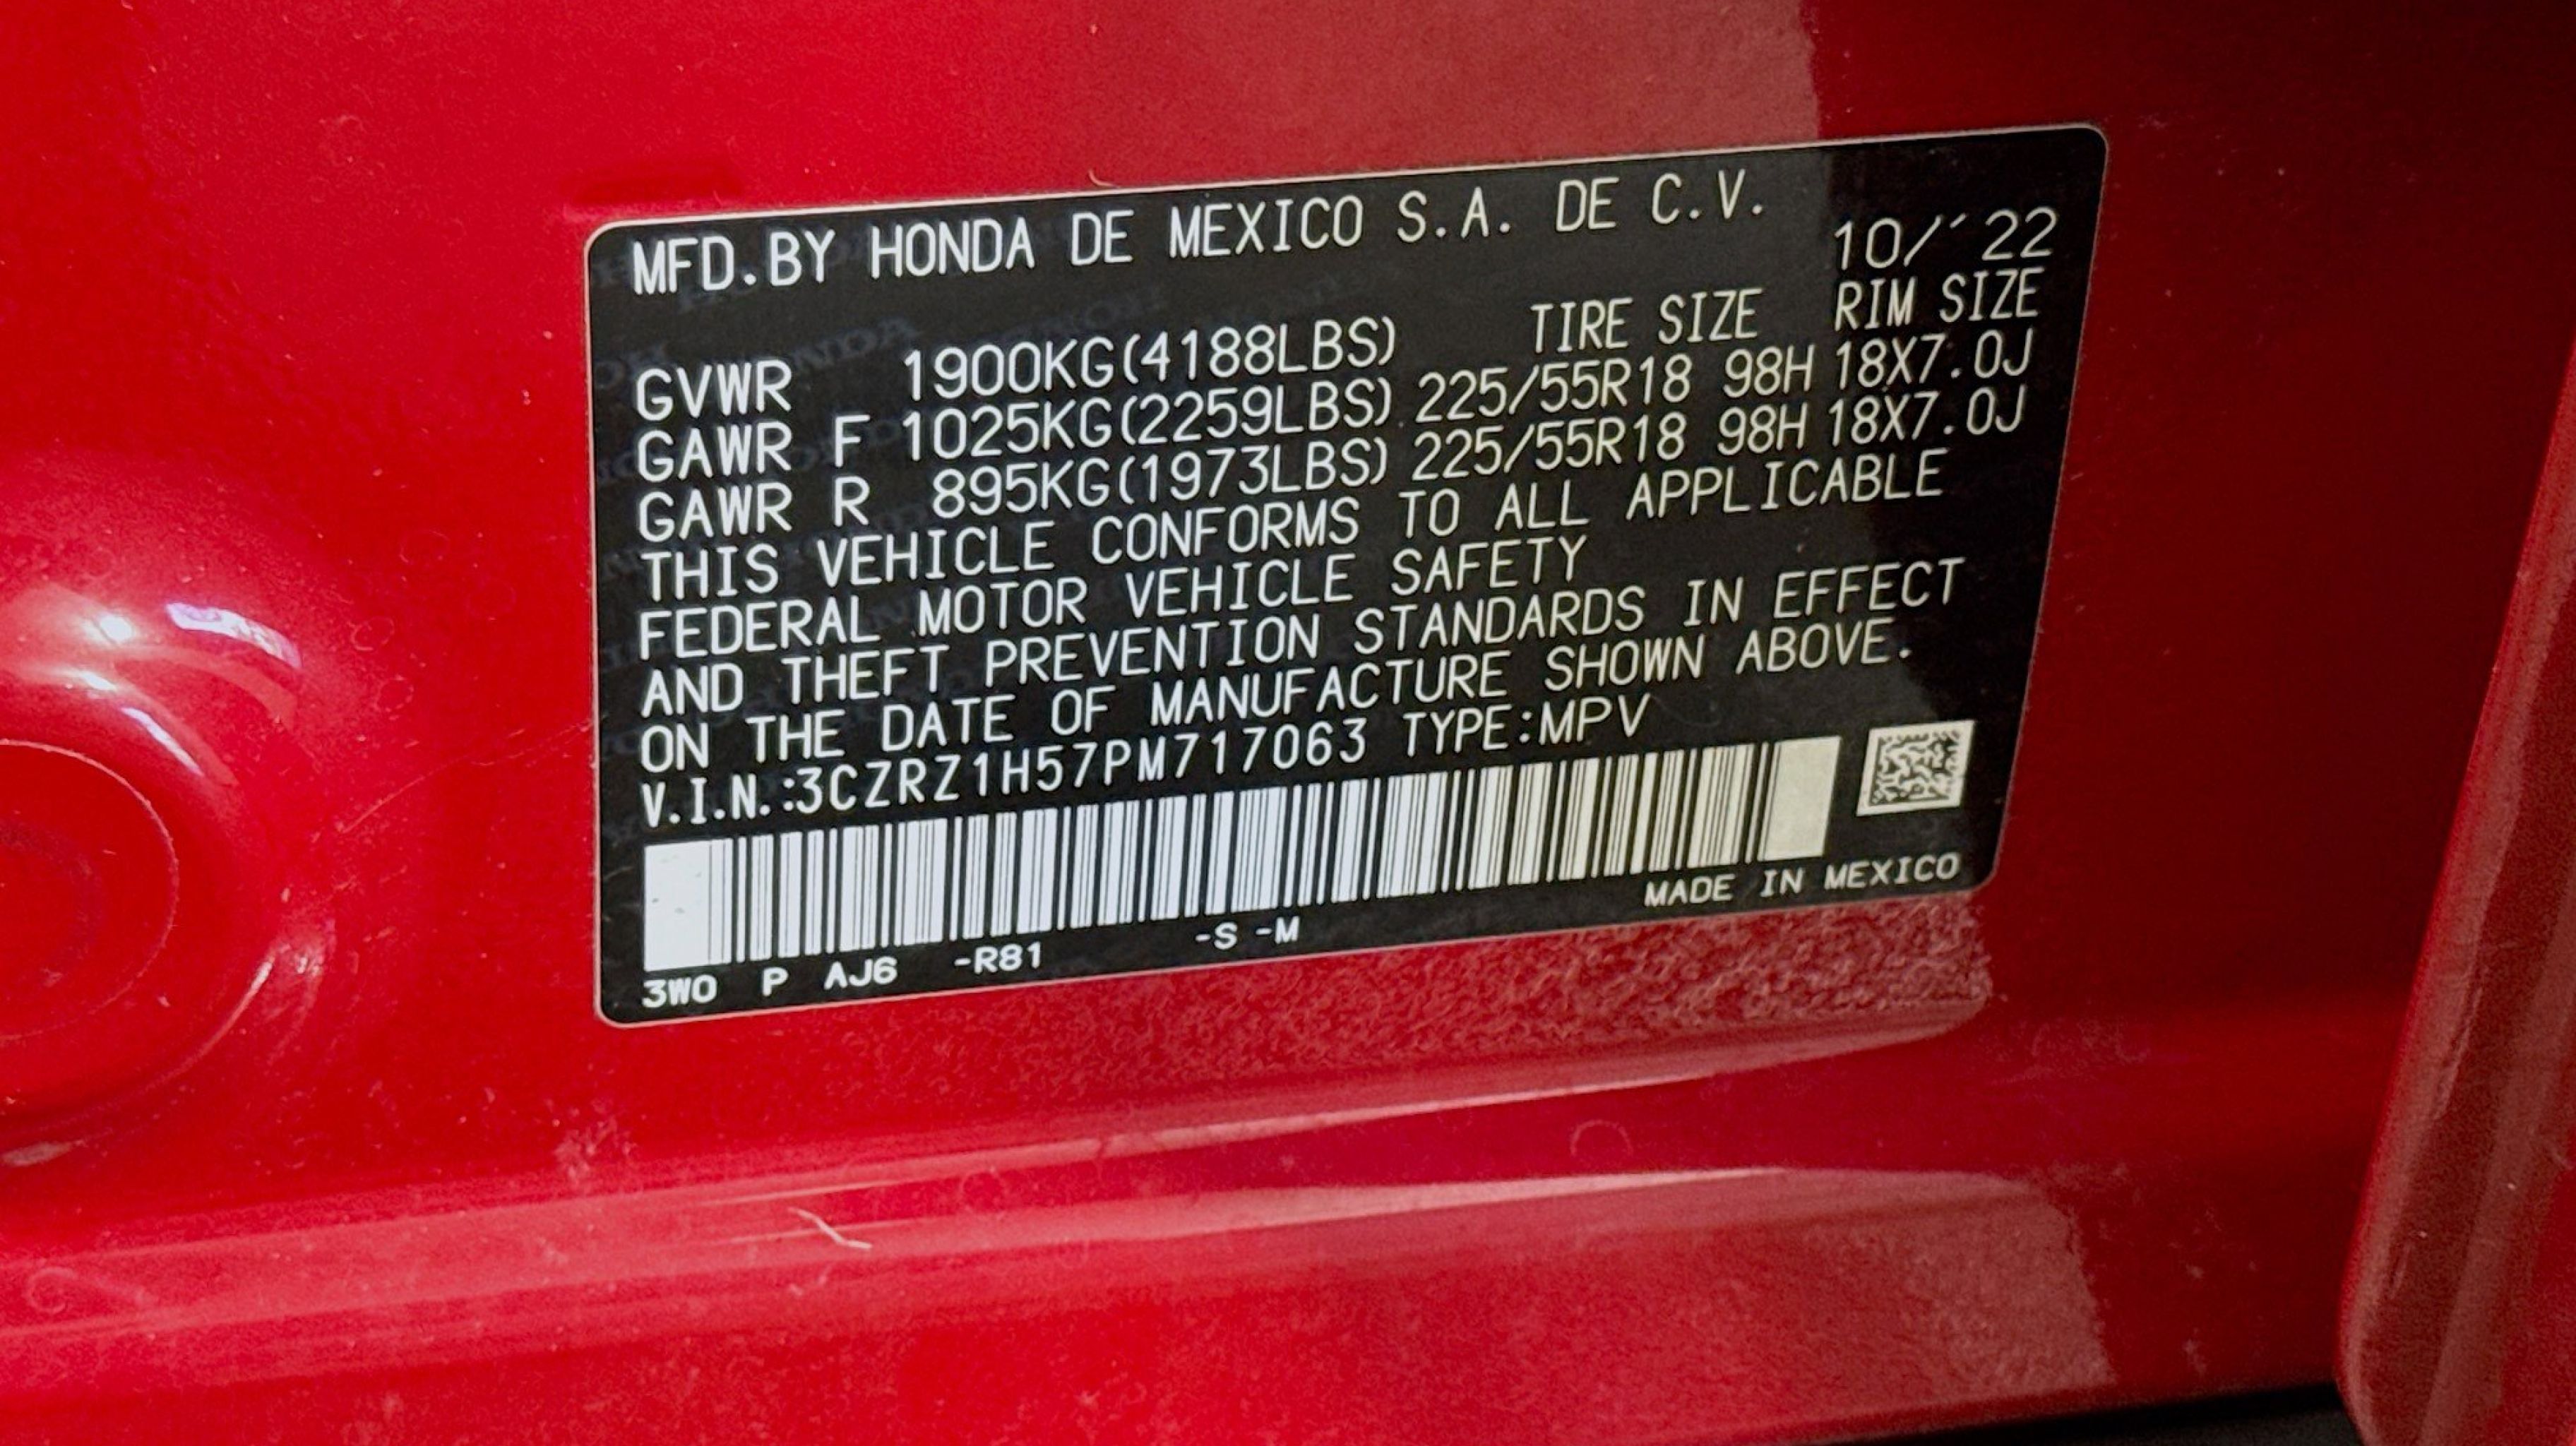 MFD.BY HONDA DE MEXICO S.A. DE C.V.
10/'22
TIRE SIZE RIM SIZE
GVWR 1900KG(4188LBS)
GAWR F 1025KG(2259LBS) 225/55R18 98H 18X7.0J
GAWR R 895KG(1973LBS) 225/55R18 98H 18X7.0J
THIS VEHICLE CONFORMS TO ALL APPLICABLE
FEDERAL MOTOR VEHICLE SAFETY
AND THEFT PREVENTION STANDARDS IN EFFECT
ON THE DATE OF MANUFACTURE SHOWN ABOVE.
V.I.N.:3CZRZ1H57PM717063 TYPE:MPV
MADE IN MEXICO
3W0 P AJ6 -R81 -S -M